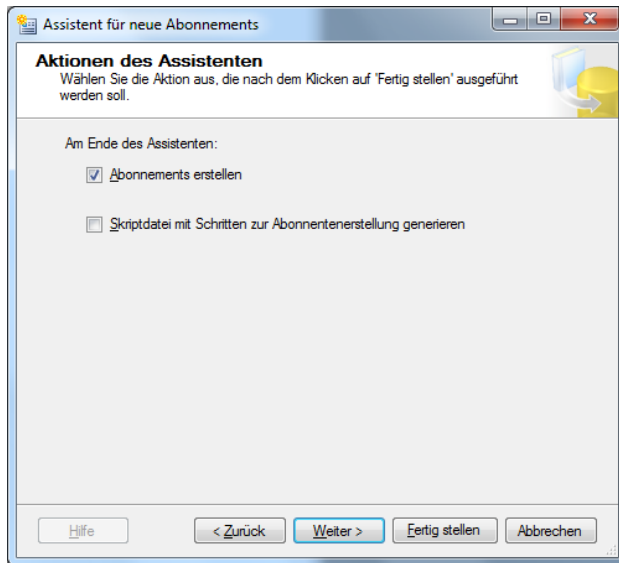 Assistent für neue Abonnements
Aktionen des Assistenten
Wählen Sie die Aktion aus, die nach dem Klicken auf 'Fertig stellen' ausgeführt
werden soll.
Am Ende des Assistenten:
Abonnements erstellen
Skriptdatei mit Schritten zur Abonnentenerstellung generieren
Hilfe
< Zurück
Weiter >
Fertig stellen
Abbrechen